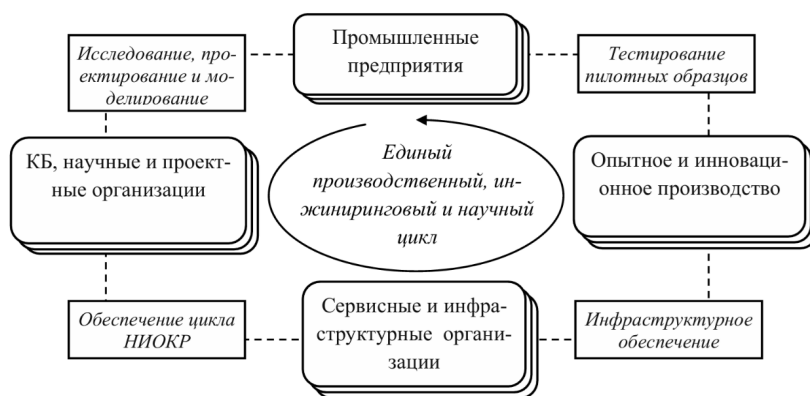 Исследование, про-
ектирование и мо-
делирование
Промышленные
предприятия
Тестирование
пилотных образцов
КБ, научные и проект-
ные организации
Единый
производственный, ин-
жиниринговый и научный
цикл
Опытное и инноваци-
онное производство
Обеспечение цикла
НИОКР
Сервисные и инфра-
структурные органи-
зации
Инфраструктурное
обеспечение